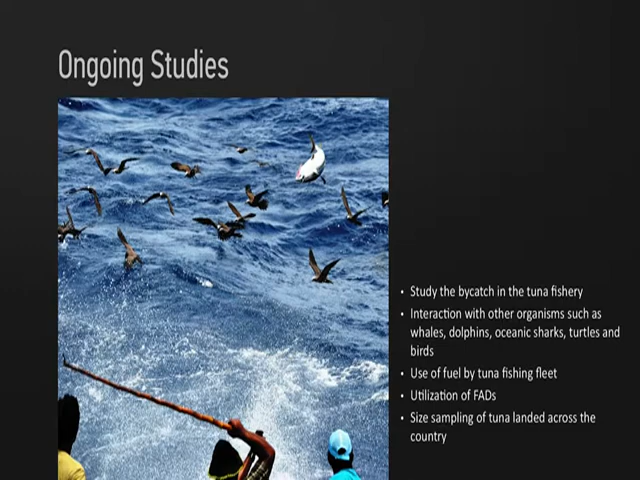 Ongoing Studies
• Study the bycatch in the tuna fishery
• Interaction with other organisms such as
whales, dolphins, oceanic sharks, turtles and
birds
• Use of fuel by tuna fishing fleet
• Utilization of FADs
• Size sampling of tuna landed across the
country